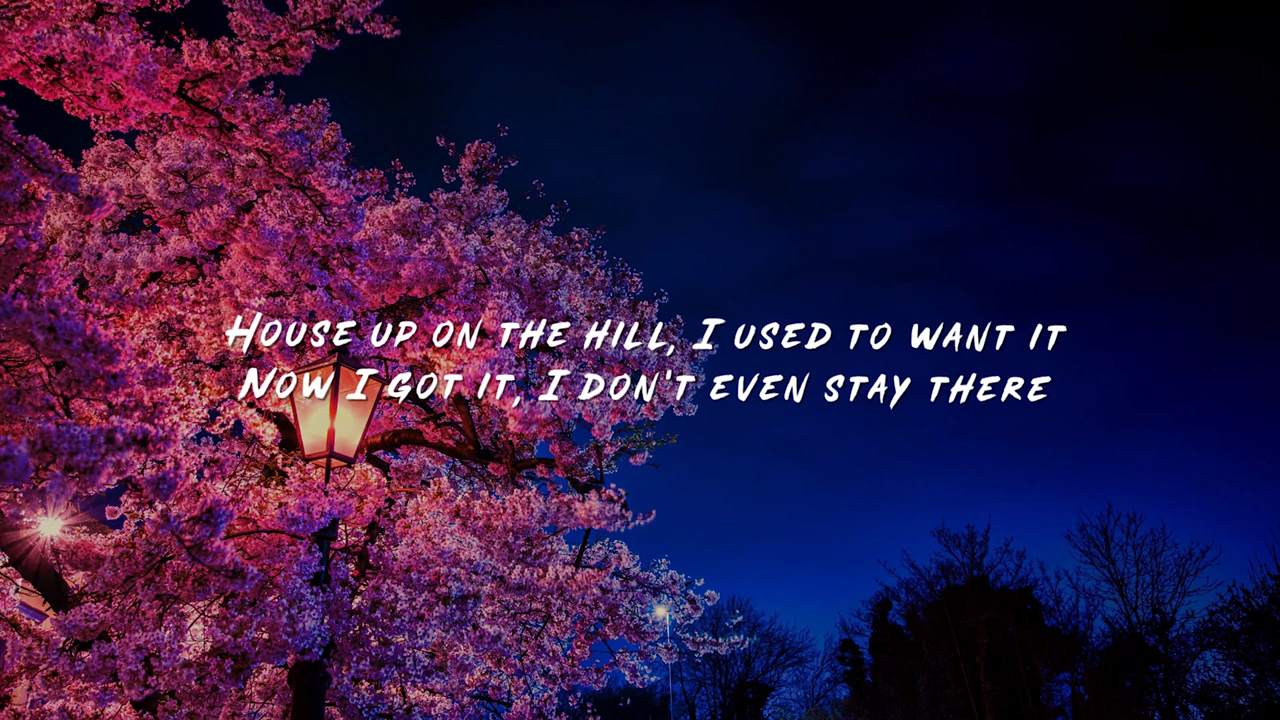 House up on the hill, I used to want it
Now I got it, I don't even stay there